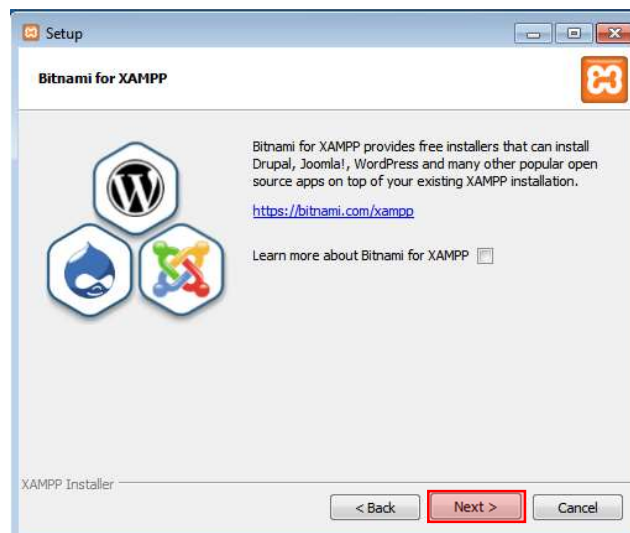 Setup
Bitnami for XAMPP
Bitnami for XAMPP provides free installers that can install
Drupal, Joomla!, WordPress and many other popular open
source apps on top of your existing XAMPP installation.
https://bitnami.com/xampp
Learn more about Bitnami for XAMPP
XAMPP Installer
< Back Next > Cancel